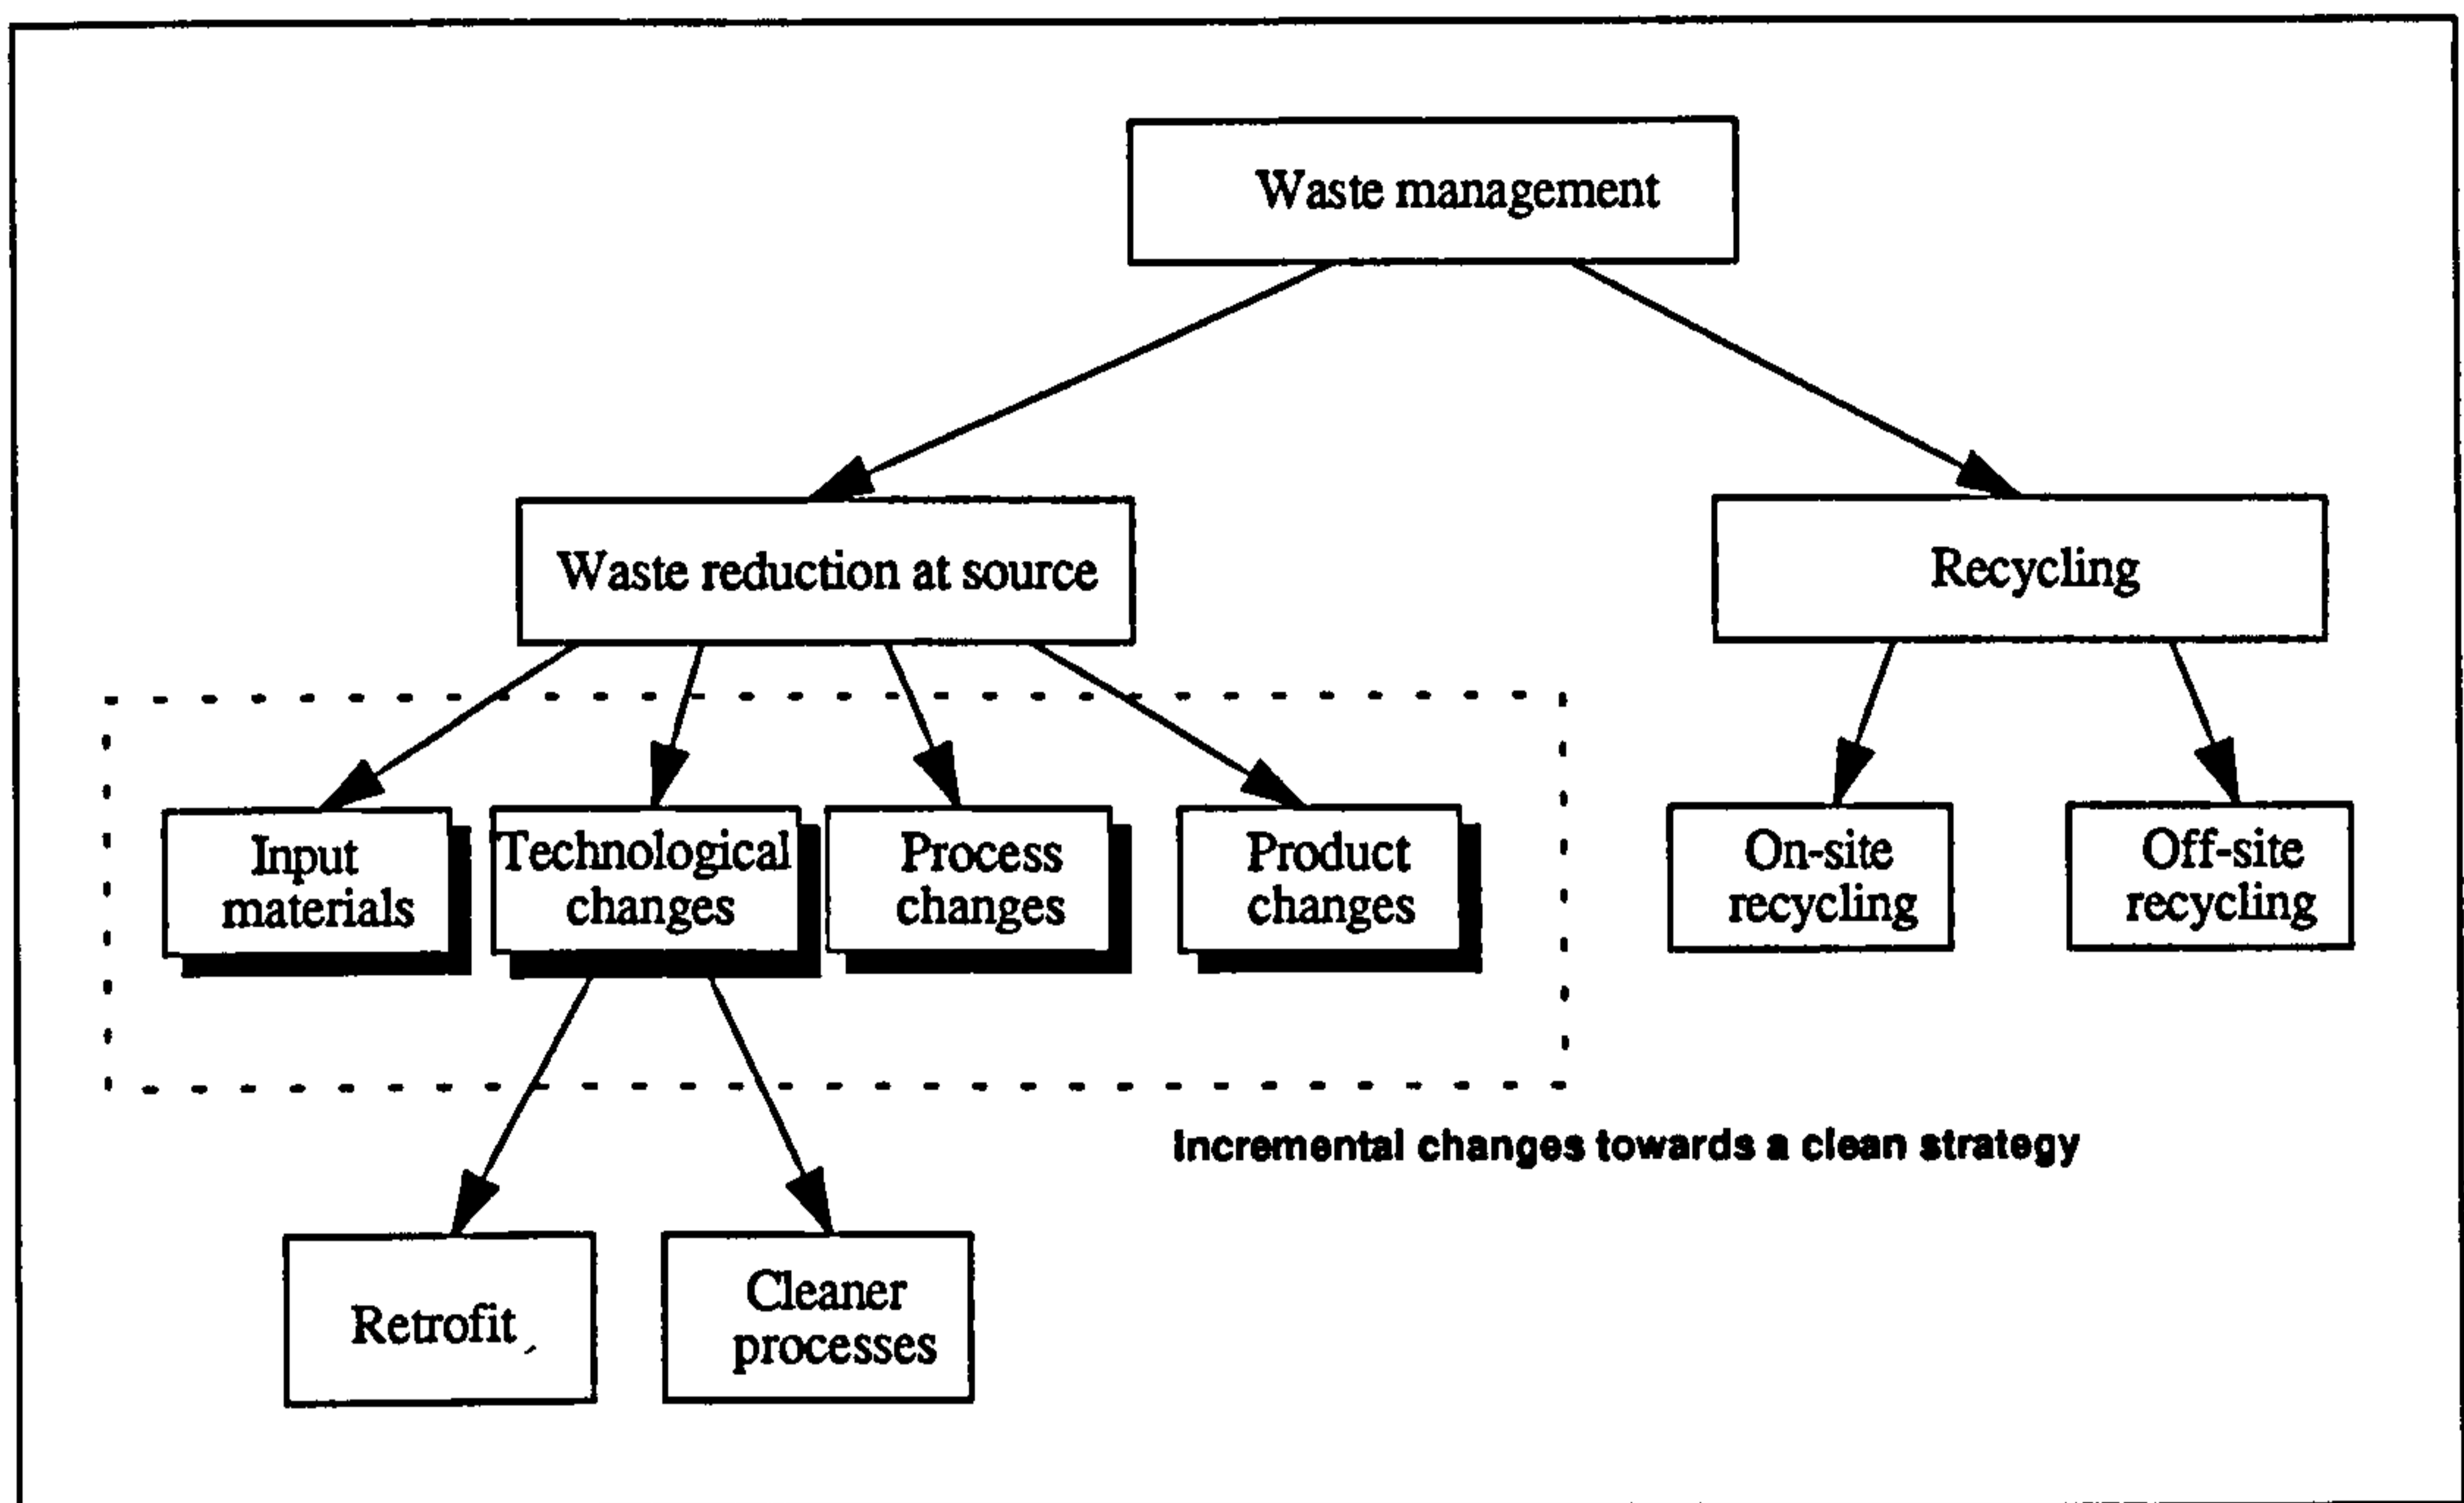 Waste management
Waste reduction at source
Recycling
Input
materials
Technological
changes
Process
changes
Product
changes
On-site
recycling
Off-site
recycling
Incremental changes towards a clean strategy
Retrofit
Cleaner
processes